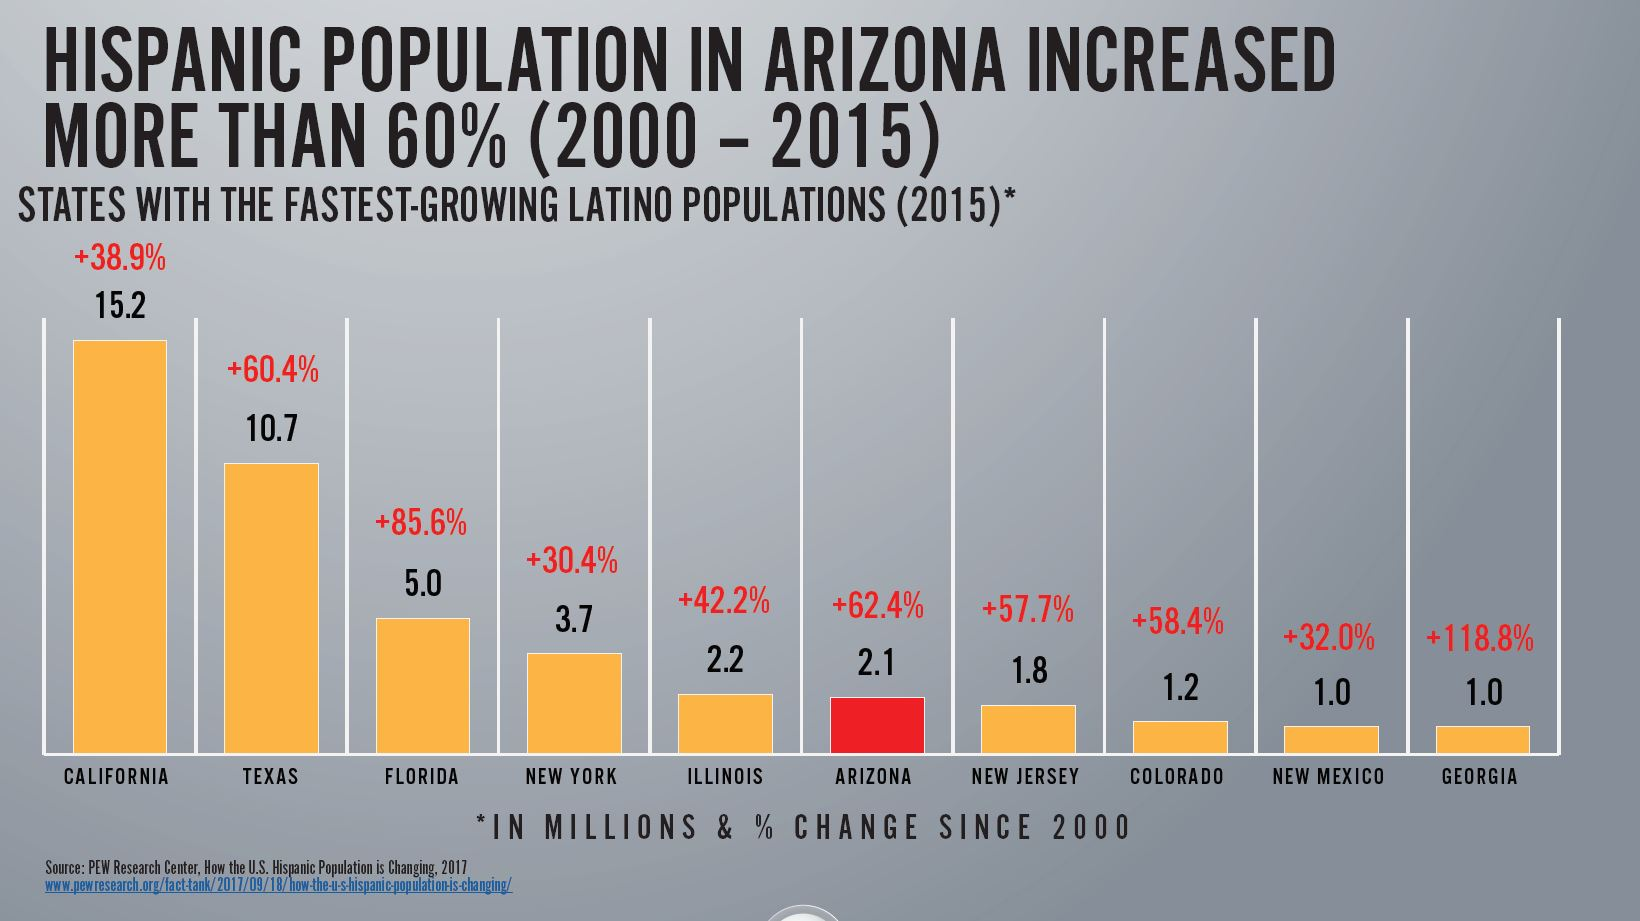 HISPANIC POPULATION IN ARIZONA INCREASED
MORE THAN 60% (2000 – 2015)
STATES WITH THE FASTEST-GROWING LATINO POPULATIONS (2015)*
+38.9%
15.2
+60.4%
10.7
+85.6%
5.0
+30.4%
3.7
+42.2%
2.2
+62.4%
2.1
+57.7%
1.8
+58.4%
1.2
+32.0%
1.0
+118.8%
1.0
CALIFORNIA
TEXAS
FLORIDA
NEW YORK
ILLINOIS
ARIZONA
NEW JERSEY
COLORADO
NEW MEXICO
GEORGIA
*IN MILLIONS & % CHANGE SINCE 2000
Source: PEW Research Center, How the U.S. Hispanic Population is Changing, 2017
www.pewresearch.org/fact-tank/2017/09/18/how-the-u-s-hispanic-population-is-changing/